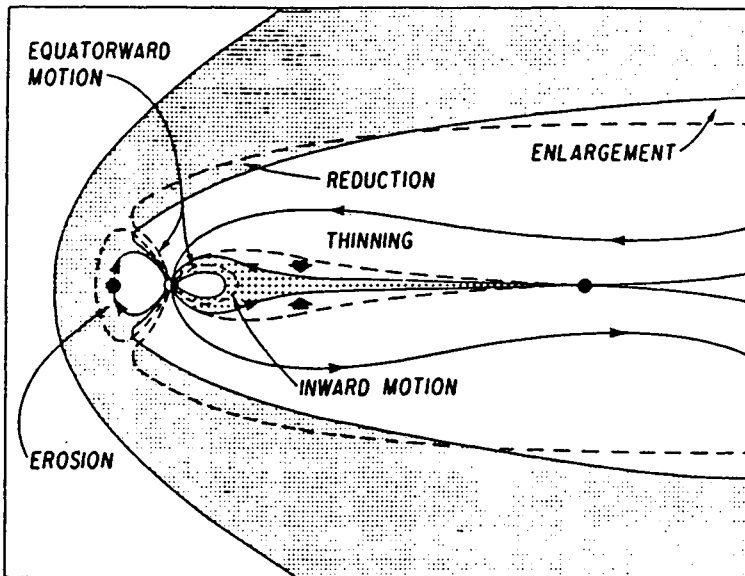 EQUATORWARD
MOTION
ENLARGEMENT
REDUCTION
THINNING
INWARD MOTION
EROSION